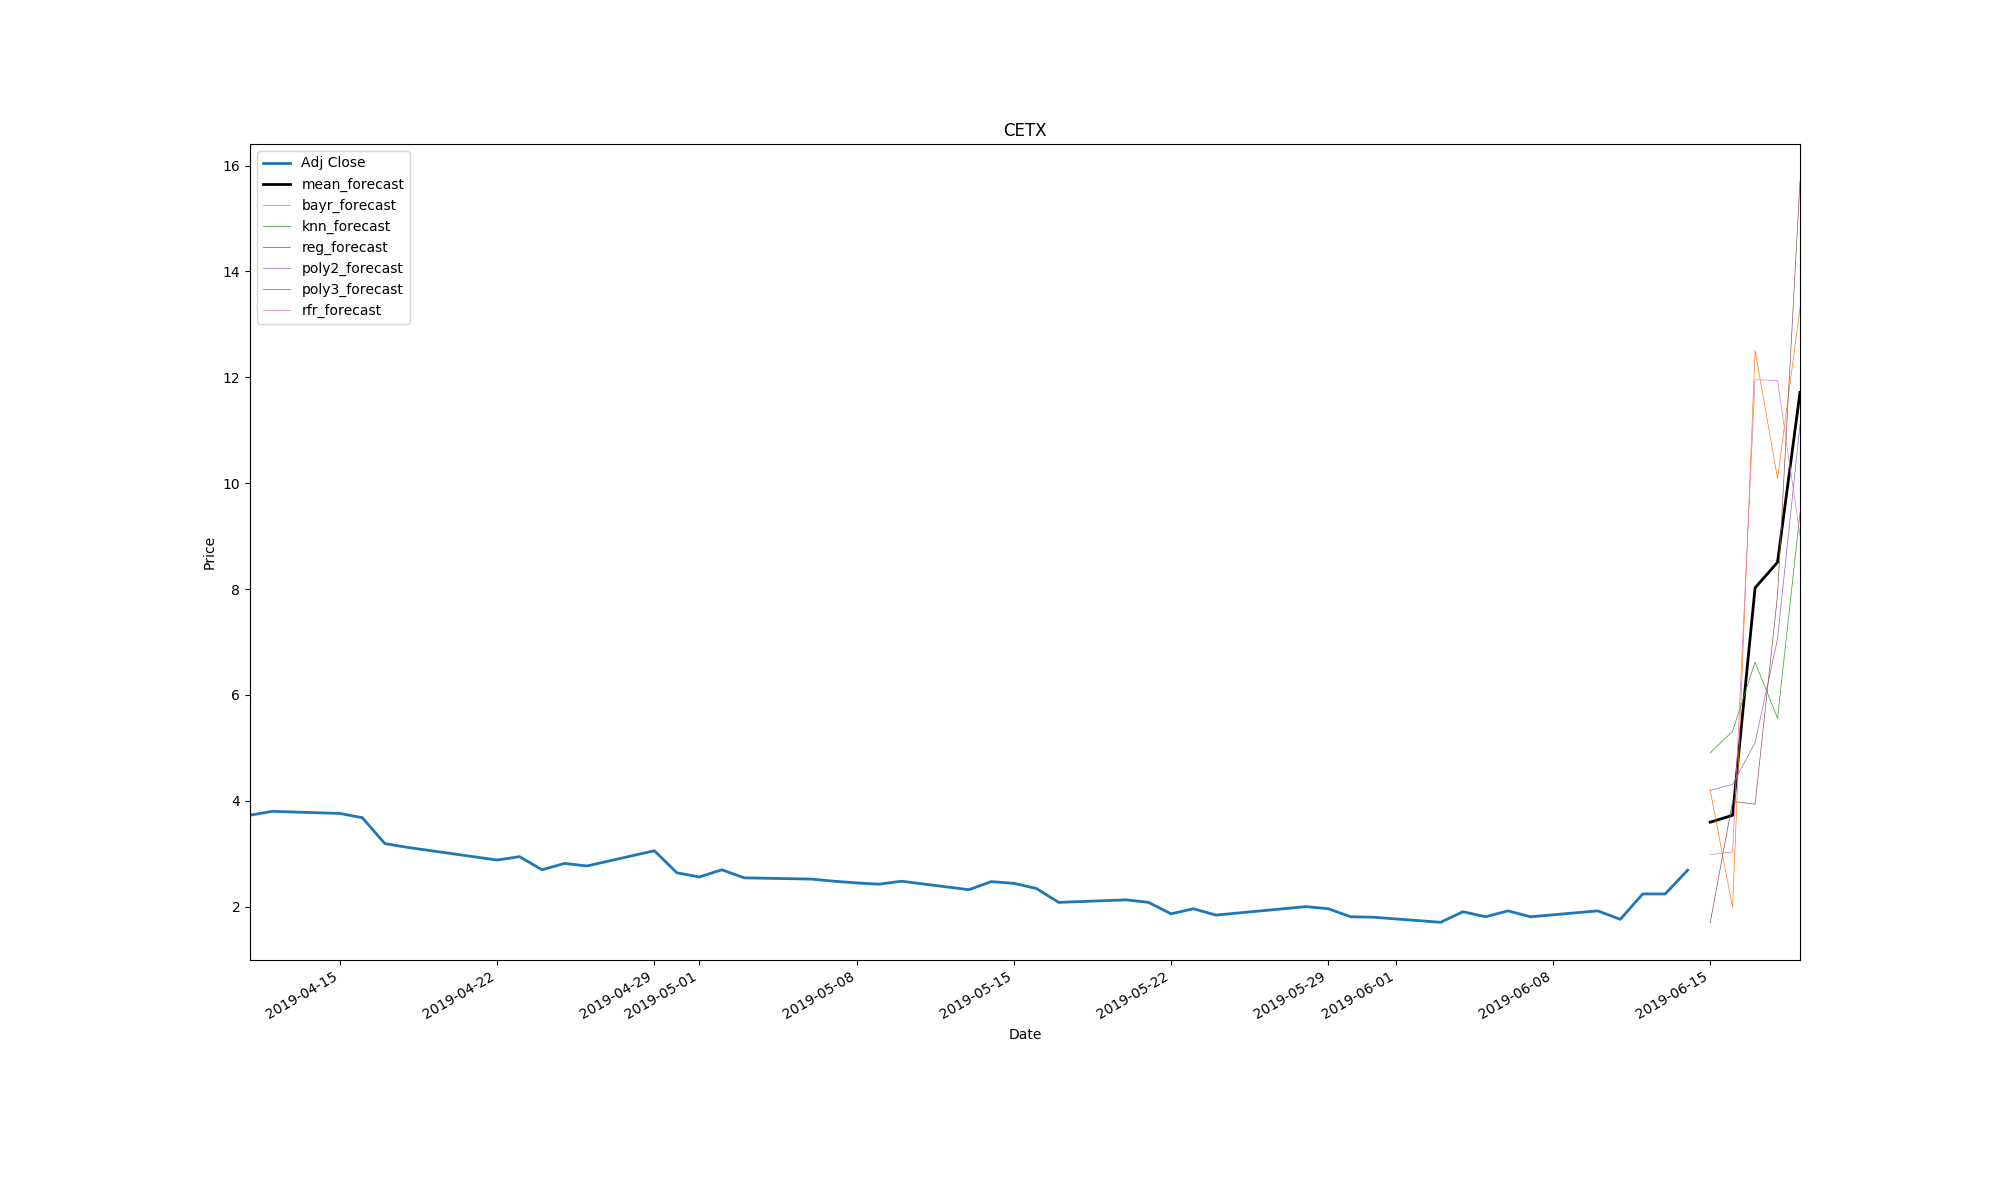 CETX
Adj Close
mean_forecast
bayr_forecast
knn_forecast
reg_forecast
poly2_forecast
poly3_forecast
rfr_forecast
16
14
12
10
8
6
4
2
Price
2019-04-15
2019-04-22
2019-04-29
2019-05-01
2019-05-08
2019-05-15
2019-05-22
2019-05-29
2019-06-01
2019-06-08
2019-06-15
Date